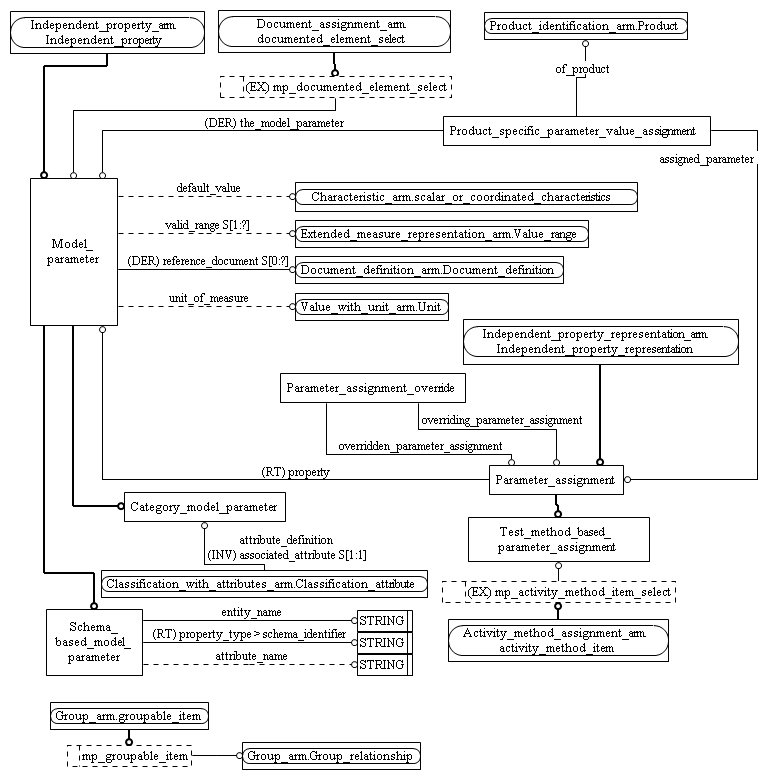 Independent_property_arm.
Independent_property
Document_assignment_arm.
documented_element_select
Product_identification_arm.Product
of_product
(EX) mp_documented_element_select
(DER) the_model_parameter
Product_specific_parameter_value_assignment
assigned_parameter
default_value
Characteristic_arm.scalar_or_coordinated_characteristics
valid_range S[1:?]
Extended_measure_representation_arm.Value_range
Model_
parameter
(DER) reference_document S[0:?]
Document_definition_arm.Document_definition
unit_of_measure
Value_with_unit_arm.Unit
Independent_property_representation_arm.
Independent_property_representation
Parameter_assignment_override
overriding_parameter_assignment
overridden_parameter_assignment
(RT) property
Parameter_assignment
Category_model_parameter
Test_method_based_
parameter_assignment
attribute_definition
(INV) associated_attribute S[1:1]
Classification_with_attributes_arm.Classification_attribute
(EX) mp_activity_method_item_select
entity_name
STRING
Schema_
based_model_
parameter
(RT) property_type > schema_identifier
STRING
attribute_name
STRING
Activity_method_assignment_arm.
activity_method_item
Group_arm.groupable_item
mp_groupable_item
Group_arm.Group_relationship